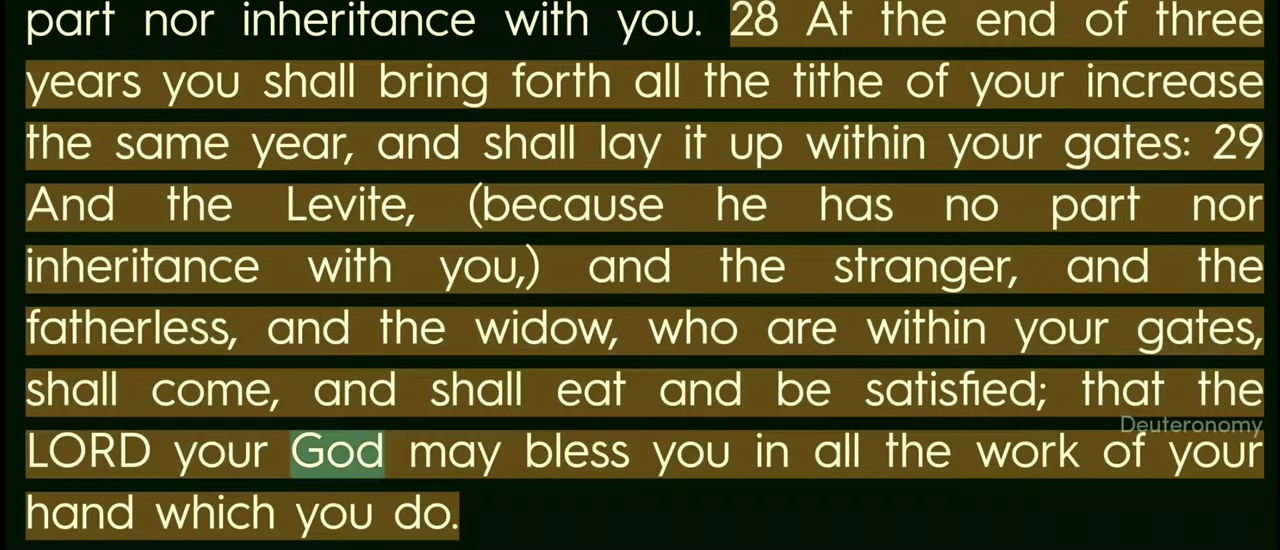 part nor inheritance with you. 28 At the end of three
years you shall bring forth all the tithe of your increase
the same year, and shall lay it up within your gates: 29
And the Levite, (because he has no part nor
inheritance with you,) and the stranger, and the
fatherless, and the widow, who are within your gates,
shall come, and shall eat and be satisfied; that the
Deuteronomy
LORD your God may bless you in all the work of your
hand which you do.